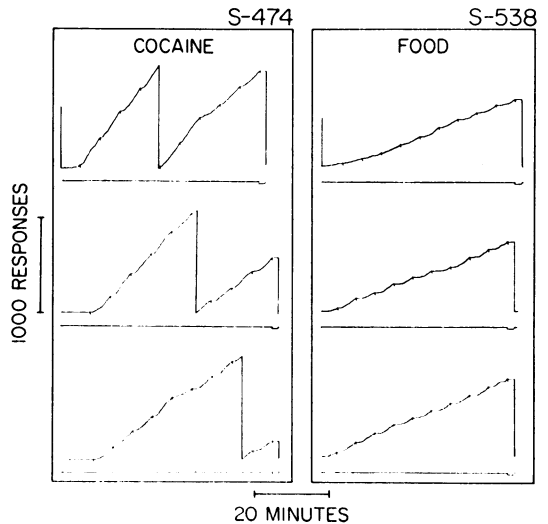 S-474
S-538
COCAINE
FOOD
1000 RESPONSES
20 MINUTES